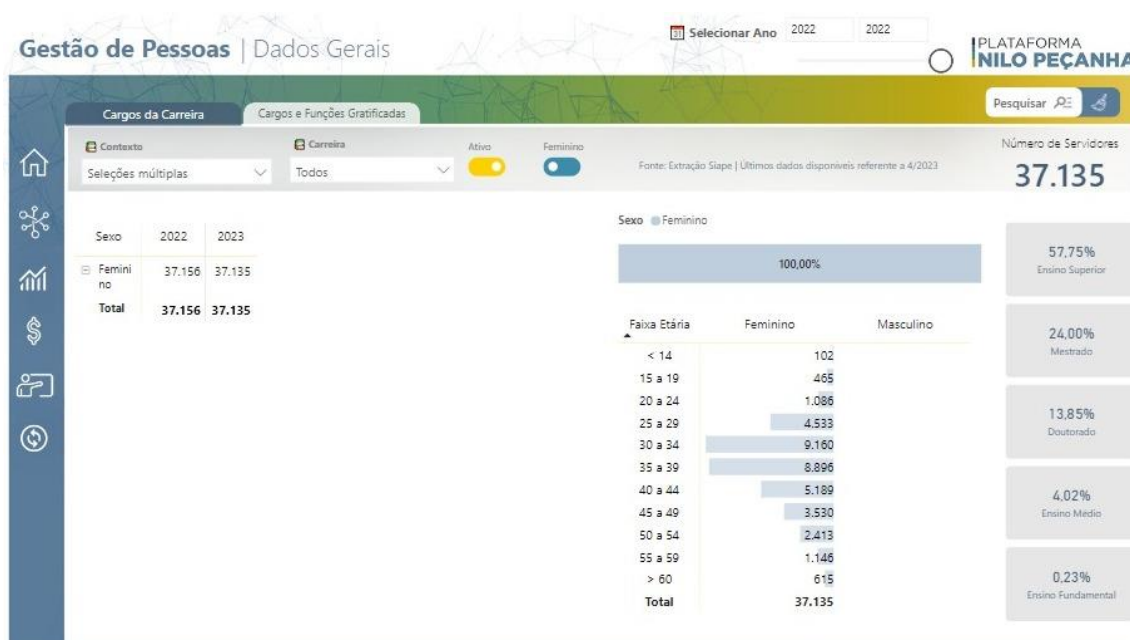 Gestão de Pessoas | Dados Gerais
31 Selecionar Ano 2022 2022
PLATAFORMA
NILO PEÇANHA
Cargos da Carreira Cargos e Funções Gratificadas
Pesquisar
Contexto Carreira Ativo Feminino
Seleções múltiplas Todos
Fonte: Extração Siape | Últimos dados disponíveis referente a 4/2023
Número de Servidores
37.135
Sexo 2022 2023
Femini
no 37.156 37.135
Total 37.156 37.135
Sexo Feminino
100,00%
Faixa Etária Feminino Masculino
< 14 102
15 a 19 465
20 a 24 1.086
25 a 29 4.533
30 a 34 9.160
35 a 39 8.896
40 a 44 5.189
45 a 49 3.530
50 a 54 2.413
55 a 59 1.146
> 60 615
Total 37.135
57,75%
Ensino Superior
24,00%
Mestrado
13,85%
Doutorado
4,02%
Ensino Médio
0,23%
Ensino Fundamental